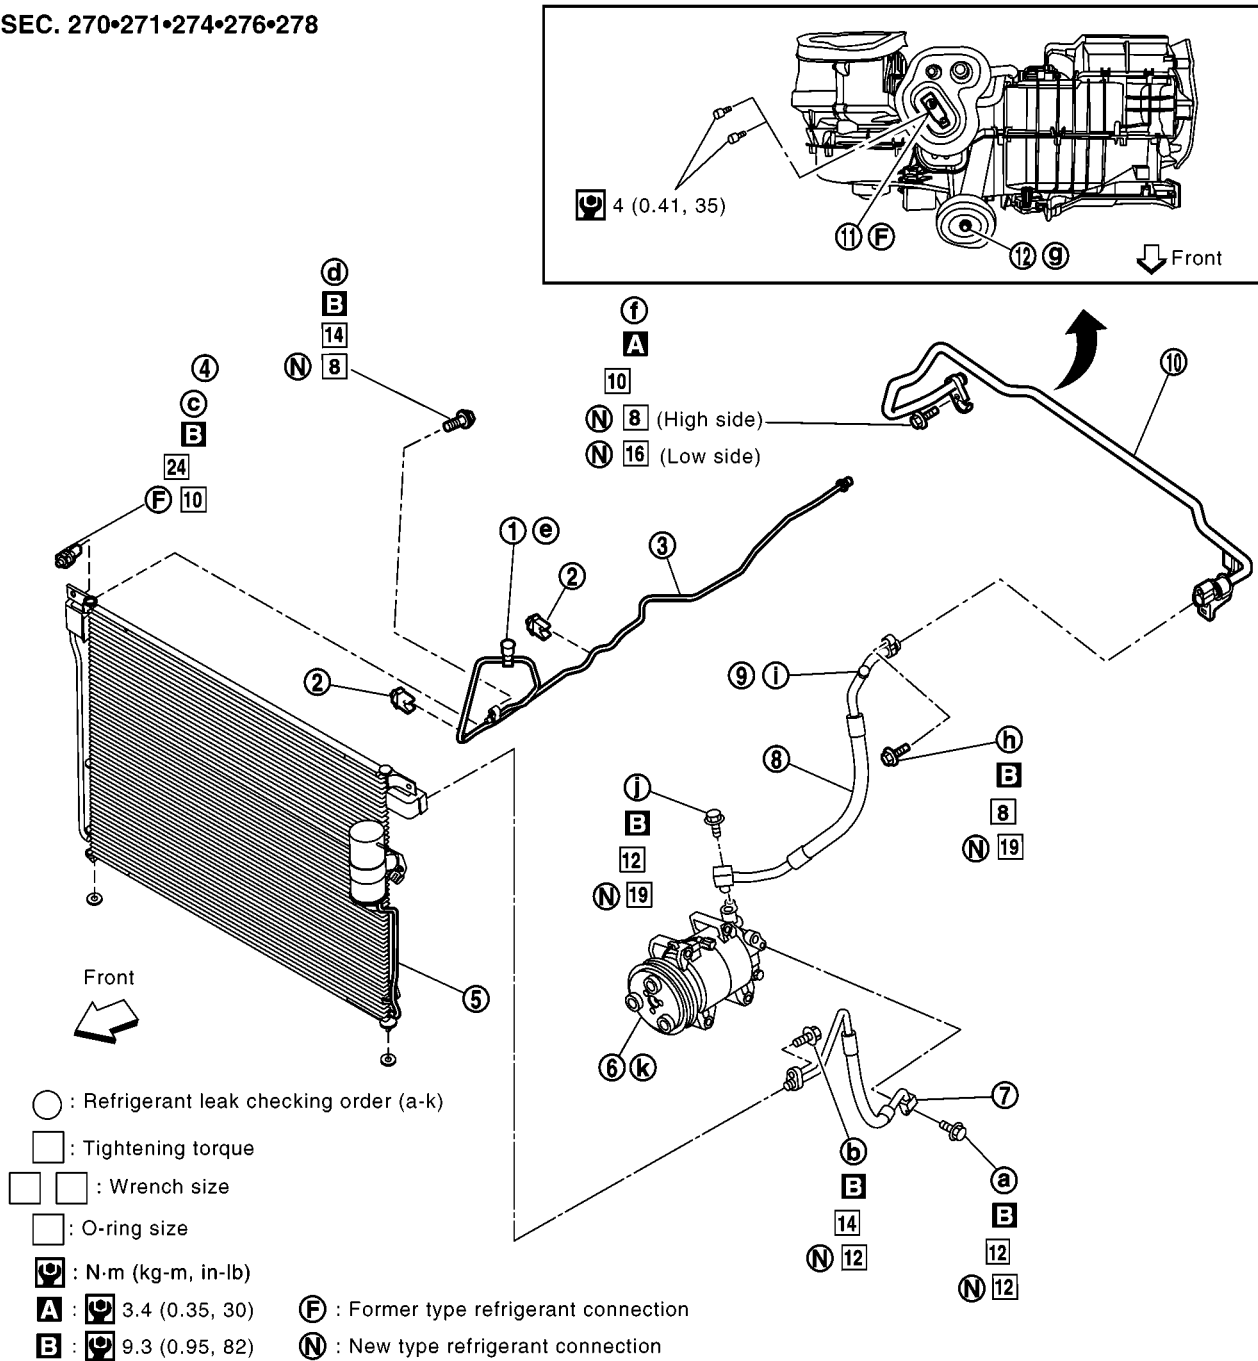 SEC. 270•271•274•276•278
4 (0.41, 35)
11 F
12 g
Front
d
B
14
N 8
4
c
B
24
F 10
f
A
10
N 8 (High side)
N 16 (Low side)
10
1 e
3
2
2
9 i
8
h
B
8
N 19
j
B
12
N 19
Front
5
6 k
7
b
B
14
N 12
a
B
12
N 12
: Refrigerant leak checking order (a-k)
: Tightening torque
: Wrench size
: O-ring size
: N·m (kg-m, in-lb)
A : 3.4 (0.35, 30)
B : 9.3 (0.95, 82)
F : Former type refrigerant connection
N : New type refrigerant connection